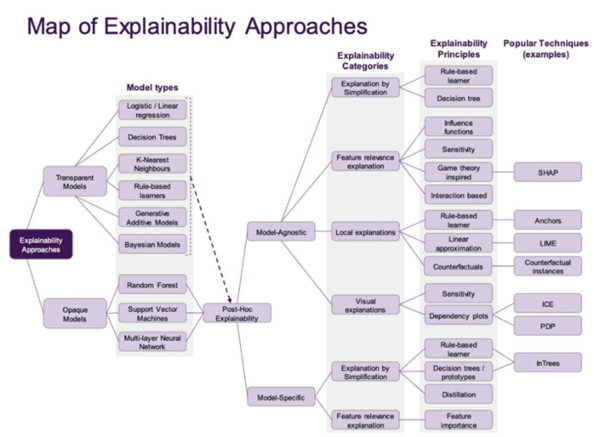 Map of Explainability Approaches
Explainability
Categories
Explainability
Principles
Popular Techniques
(examples)
Model types
Explainability
Approaches
Transparent
Models
Opaque
Models
Logistic / Linear
regression
Decision Trees
K-Nearest
Neighbours
Rule-based
learners
Generative
Additive Models
Bayesian Models
Random Forest
Support Vector
Machines
Multi-layer Neural
Network
Post-Hoc
Explainability
Model-Agnostic
Model-Specific
Explanation by
Simplification
Feature relevance
explanation
Local explanations
Visual
explanations
Explanation by
Simplification
Feature relevance
explanation
Rule-based
learner
Decision tree
Influence
functions
Sensitivity
Game theory
inspired
Interaction based
Rule-based
learner
Linear
approximation
Counterfactuals
Sensitivity
Dependency plots
Rule-based
learner
Decision trees /
prototypes
Distillation
Feature
importance
SHAP
Anchors
LIME
Counterfactual
instances
ICE
PDP
InTrees